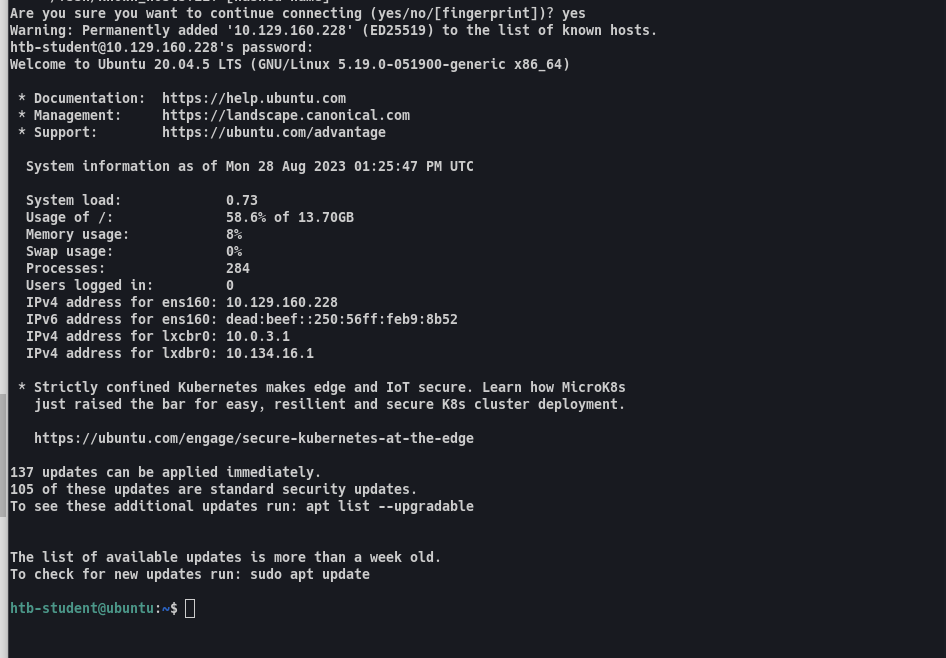 Are you sure you want to continue connecting (yes/no/[fingerprint])? yes
Warning: Permanently added '10.129.160.228' (ED25519) to the list of known hosts.
htb-student@10.129.160.228's password:
Welcome to Ubuntu 20.04.5 LTS (GNU/Linux 5.19.0-051900-generic x86_64)

 * Documentation:  https://help.ubuntu.com
 * Management:     https://landscape.canonical.com
 * Support:        https://ubuntu.com/advantage

  System information as of Mon 28 Aug 2023 01:25:47 PM UTC

  System load:             0.73
  Usage of /:              58.6% of 13.70GB
  Memory usage:            8%
  Swap usage:              0%
  Processes:               284
  Users logged in:         0
  IPv4 address for ens160: 10.129.160.228
  IPv6 address for ens160: dead:beef::250:56ff:feb9:8b52
  IPv4 address for lxcbr0: 10.0.3.1
  IPv4 address for lxdbr0: 10.134.16.1

 * Strictly confined Kubernetes makes edge and IoT secure. Learn how MicroK8s
   just raised the bar for easy, resilient and secure K8s cluster deployment.

   https://ubuntu.com/engage/secure-kubernetes-at-the-edge

137 updates can be applied immediately.
105 of these updates are standard security updates.
To see these additional updates run: apt list --upgradable

The list of available updates is more than a week old.
To check for new updates run: sudo apt update

htb-student@ubuntu:~$